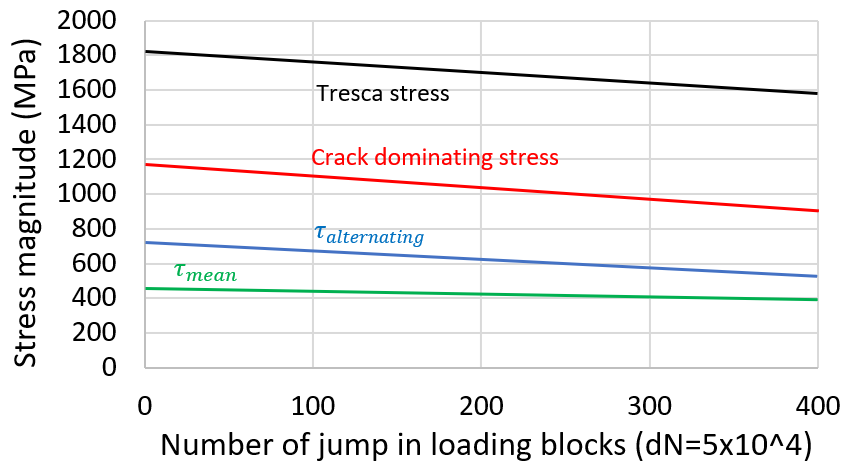 Stress magnitude (MPa)
2000
1800
1600
1400
1200
1000
800
600
400
200
0
Tresca stress
Crack dominating stress
τalternating
τmean
0 100 200 300 400
Number of jump in loading blocks (dN=5x10^4)